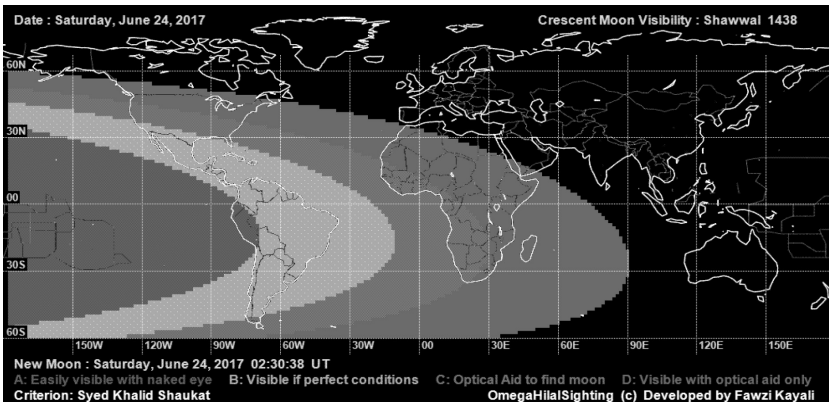 Date : Saturday, June 24, 2017 Crescent Moon Visibility : Shawwal 1438
60N
30N
00
30S
60S
150W 120W 90W 60W 30W 00 30E 60E 90E 120E 150E
New Moon : Saturday, June 24, 2017 02:30:38 UT
A: Easily visible with naked eye B: Visible if perfect conditions C: Optical Aid to find moon D: Visible with optical aid only
Criterion: Syed Khalid Shaukat OmegaHilalSighting (c) Developed by Fawzi Kayali